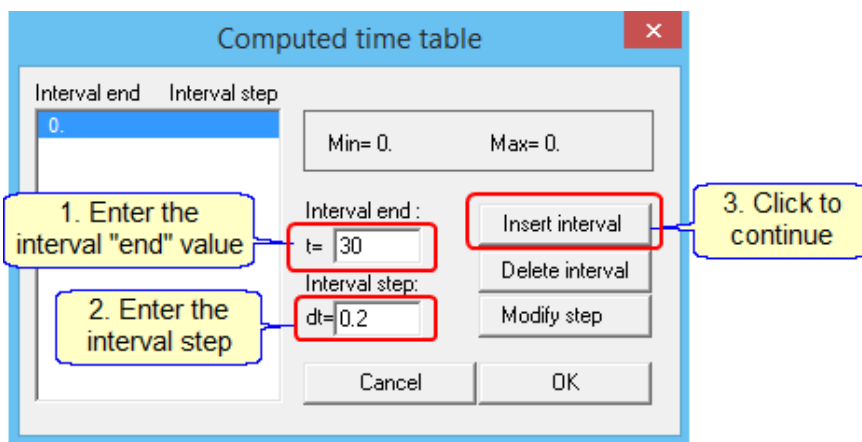 Computed time table
Interval end Interval step
0.
Min= 0. Max= 0.
1. Enter the
interval "end" value
Interval end :
t= 30
Insert interval
3. Click to
continue
Delete interval
2. Enter the
interval step
Interval step:
dt= 0.2
Modify step
Cancel OK